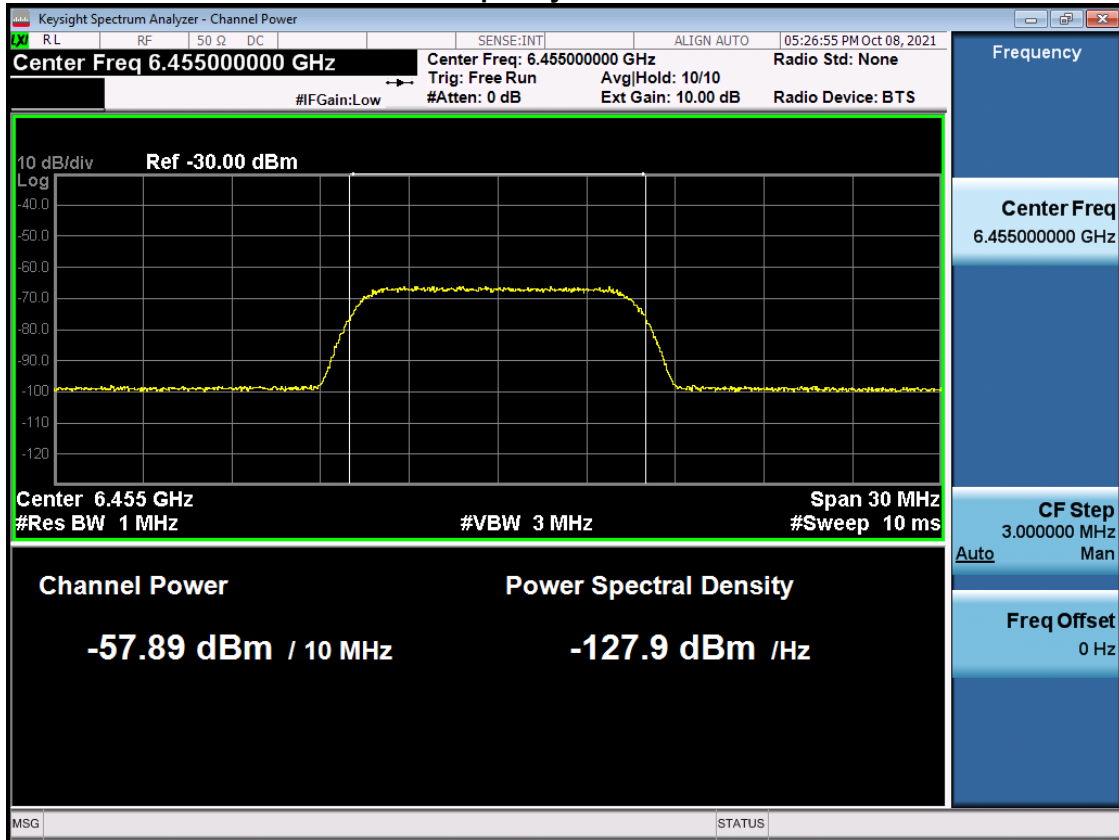 Keysight Spectrum Analyzer - Channel Power
LXI RL RF 50 Ω DC SENSE:INT ALIGN AUTO 05:26:55 PM Oct 08, 2021
Center Freq 6.455000000 GHz
Center Freq: 6.455000000 GHz Radio Std: None
Trig: Free Run Avg|Hold: 10/10
#IFGain:Low #Atten: 0 dB Ext Gain: 10.00 dB Radio Device: BTS
10 dB/div Ref -30.00 dBm
Log
-40.0
-50.0
-60.0
-70.0
-80.0
-90.0
-100
-110
-120
Center 6.455 GHz Span 30 MHz
#Res BW 1 MHz #VBW 3 MHz #Sweep 10 ms
Channel Power Power Spectral Density
-57.89 dBm / 10 MHz -127.9 dBm /Hz
Frequency
Center Freq
6.455000000 GHz
CF Step
3.000000 MHz
Auto Man
Freq Offset
0 Hz
MSG STATUS